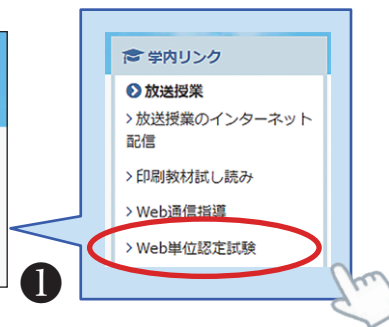 学内リンク
放送授業
>放送授業のインターネット
配信
>印刷教材試し読み
>Web通信指導
>Web単位認定試験
❶